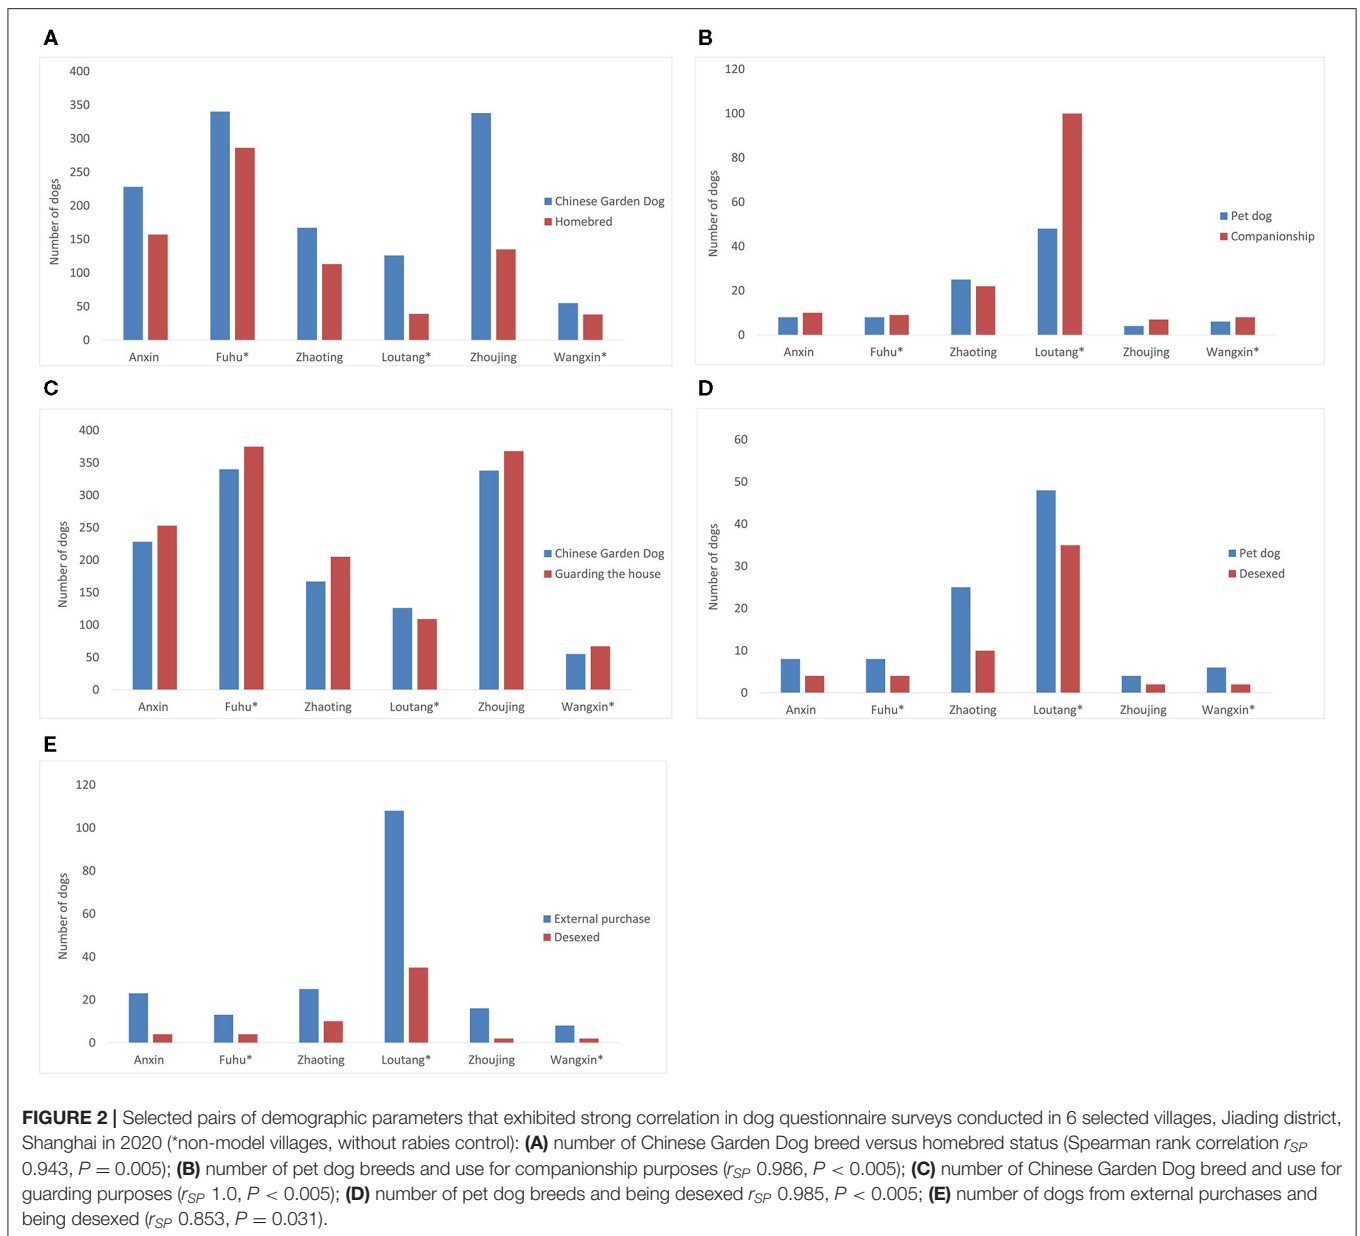 A
400
350
300
250
200
150
100
50
0
Number of dogs
Anxin Fuhu* Zhaoting Loutang* Zhoujing Wangxin*
Chinese Garden Dog
Homebred
B
120
100
80
60
40
20
0
Number of dogs
Anxin Fuhu* Zhaoting Loutang* Zhoujing Wangxin*
Pet dog
Companionship
C
400
350
300
250
200
150
100
50
0
Number of dogs
Anxin Fuhu* Zhaoting Loutang* Zhoujing Wangxin*
Chinese Garden Dog
Guarding the house
D
60
50
40
30
20
10
0
Number of dogs
Anxin Fuhu* Zhaoting Loutang* Zhoujing Wangxin*
Pet dog
Desexed
E
120
100
80
60
40
20
0
Number of dogs
Anxin Fuhu* Zhaoting Loutang* Zhoujing Wangxin*
External purchase
Desexed
FIGURE 2 | Selected pairs of demographic parameters that exhibited strong correlation in dog questionnaire surveys conducted in 6 selected villages, Jiading district,
Shanghai in 2020 (*non-model villages, without rabies control): (A) number of Chinese Garden Dog breed versus homebred status (Spearman rank correlation rSP
0.943, P = 0.005); (B) number of pet dog breeds and use for companionship purposes (rSP 0.986, P < 0.005); (C) number of Chinese Garden Dog breed and use for
guarding purposes (rSP 1.0, P < 0.005); (D) number of pet dog breeds and being desexed rSP 0.985, P < 0.005; (E) number of dogs from external purchases and
being desexed (rSP 0.853, P = 0.031).